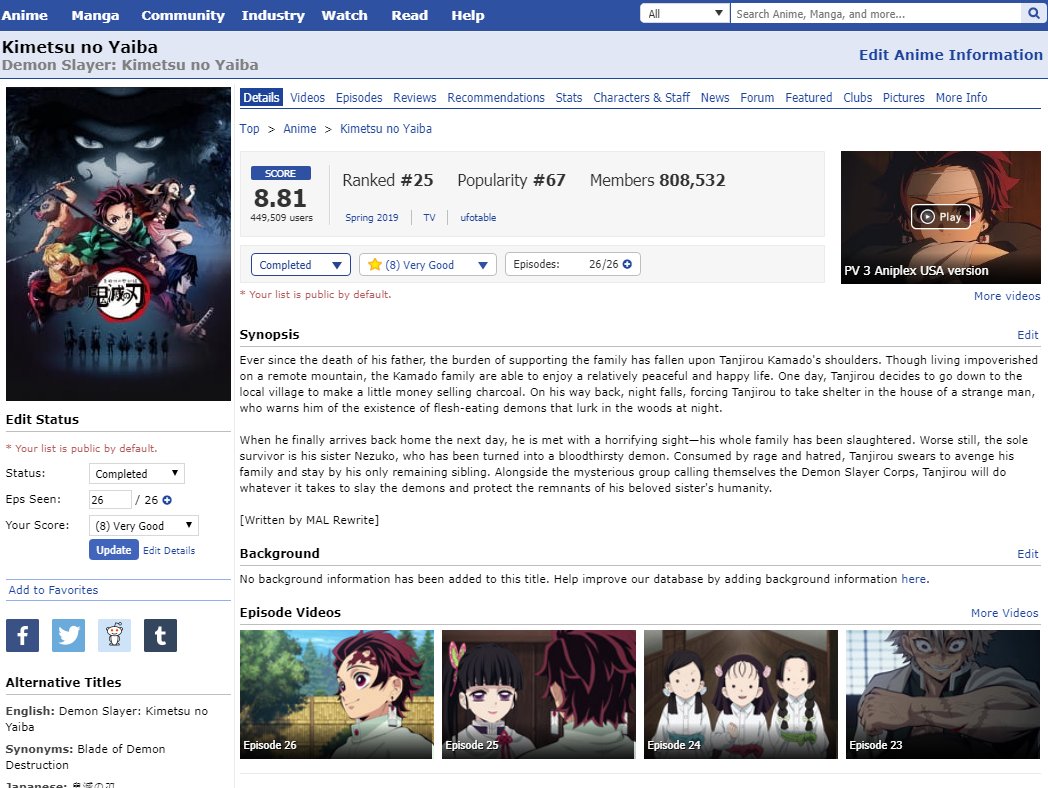 Anime Manga Community Industry Watch Read Help
All
Search Anime, Manga, and more...
Kimetsu no Yaiba
Demon Slayer: Kimetsu no Yaiba
Edit Anime Information
鬼滅の刃
Edit Status
* Your list is public by default.
Status: Completed
Eps Seen: 26 / 26
Your Score: (8) Very Good
Update Edit Details
Add to Favorites
f
t
Alternative Titles
English: Demon Slayer: Kimetsu no
Yaiba
Synonyms: Blade of Demon
Destruction
Japanese: 鬼滅の刃
Details Videos Episodes Reviews Recommendations Stats Characters & Staff News Forum Featured Clubs Pictures More Info
Top > Anime > Kimetsu no Yaiba
SCORE
8.81
449,509 users
Ranked #25 Popularity #67 Members 808,532
Spring 2019 TV ufotable
Completed
(8) Very Good
Episodes: 26/26
* Your list is public by default.
Play
PV 3 Aniplex USA version
More videos
Synopsis
Edit
Ever since the death of his father, the burden of supporting the family has fallen upon Tanjirou Kamado's shoulders. Though living impoverished
on a remote mountain, the Kamado family are able to enjoy a relatively peaceful and happy life. One day, Tanjirou decides to go down to the
local village to make a little money selling charcoal. On his way back, night falls, forcing Tanjirou to take shelter in the house of a strange man,
who warns him of the existence of flesh-eating demons that lurk in the woods at night.
When he finally arrives back home the next day, he is met with a horrifying sight—his whole family has been slaughtered. Worse still, the sole
survivor is his sister Nezuko, who has been turned into a bloodthirsty demon. Consumed by rage and hatred, Tanjirou swears to avenge his
family and stay by his only remaining sibling. Alongside the mysterious group calling themselves the Demon Slayer Corps, Tanjirou will do
whatever it takes to slay the demons and protect the remnants of his beloved sister's humanity.
[Written by MAL Rewrite]
Background
Edit
No background information has been added to this title. Help improve our database by adding background information here.
Episode Videos
More Videos
Episode 26
Episode 25
Episode 24
Episode 23